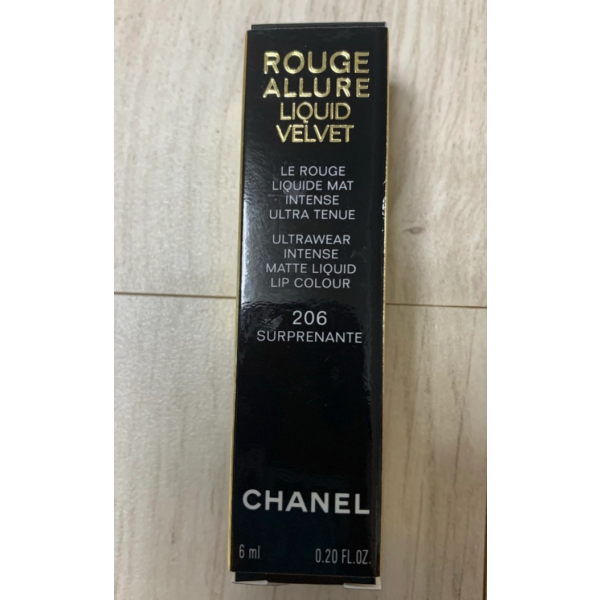 ROUGE
ALLURE
LIQUID
VELVET
LE ROUGE
LIQUIDE MAT
INTENSE
ULTRA TENUE
ULTRAWEAR
INTENSE
MATTE LIQUID
LIP COLOUR
206
SURPRENANTE
CHANEL
6 ml 0.20 FL.OZ.